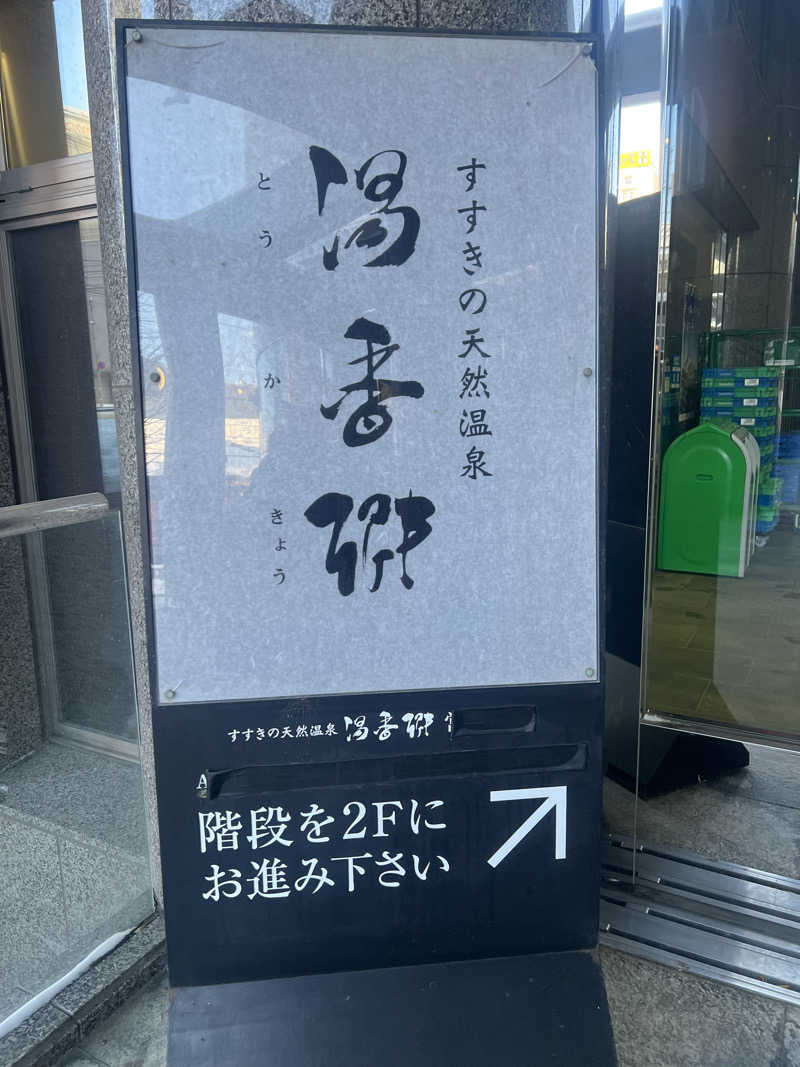 すすきの天然温泉
湯香郷
とう
か
きょう
すすきの天然温泉 湯香郷
階段を2Fに
お進み下さい